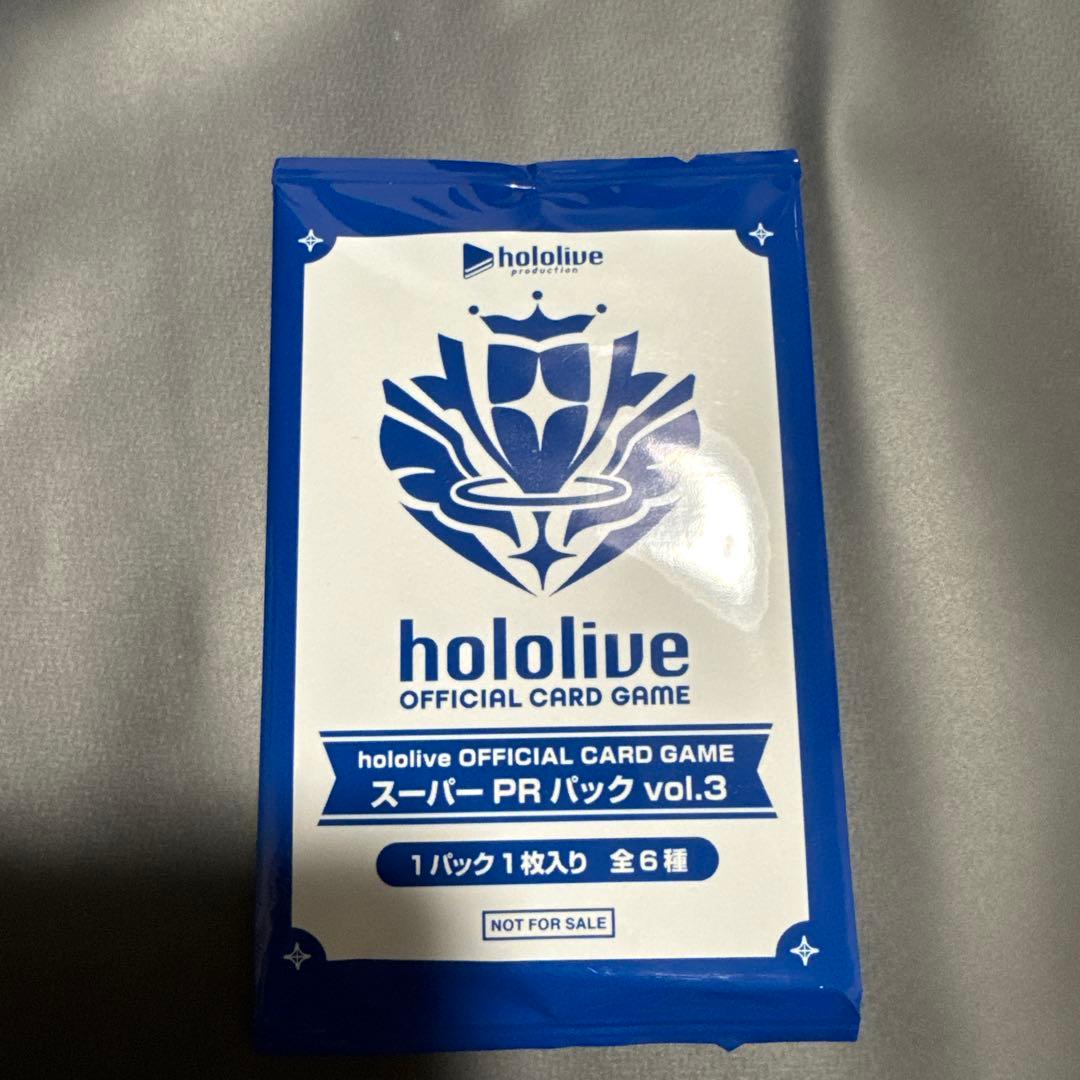 hololive
production
hololive
OFFICIAL CARD GAME
hololive OFFICIAL CARD GAME
スーパー PR パック vol.3
1パック1枚入り 全6種
NOT FOR SALE